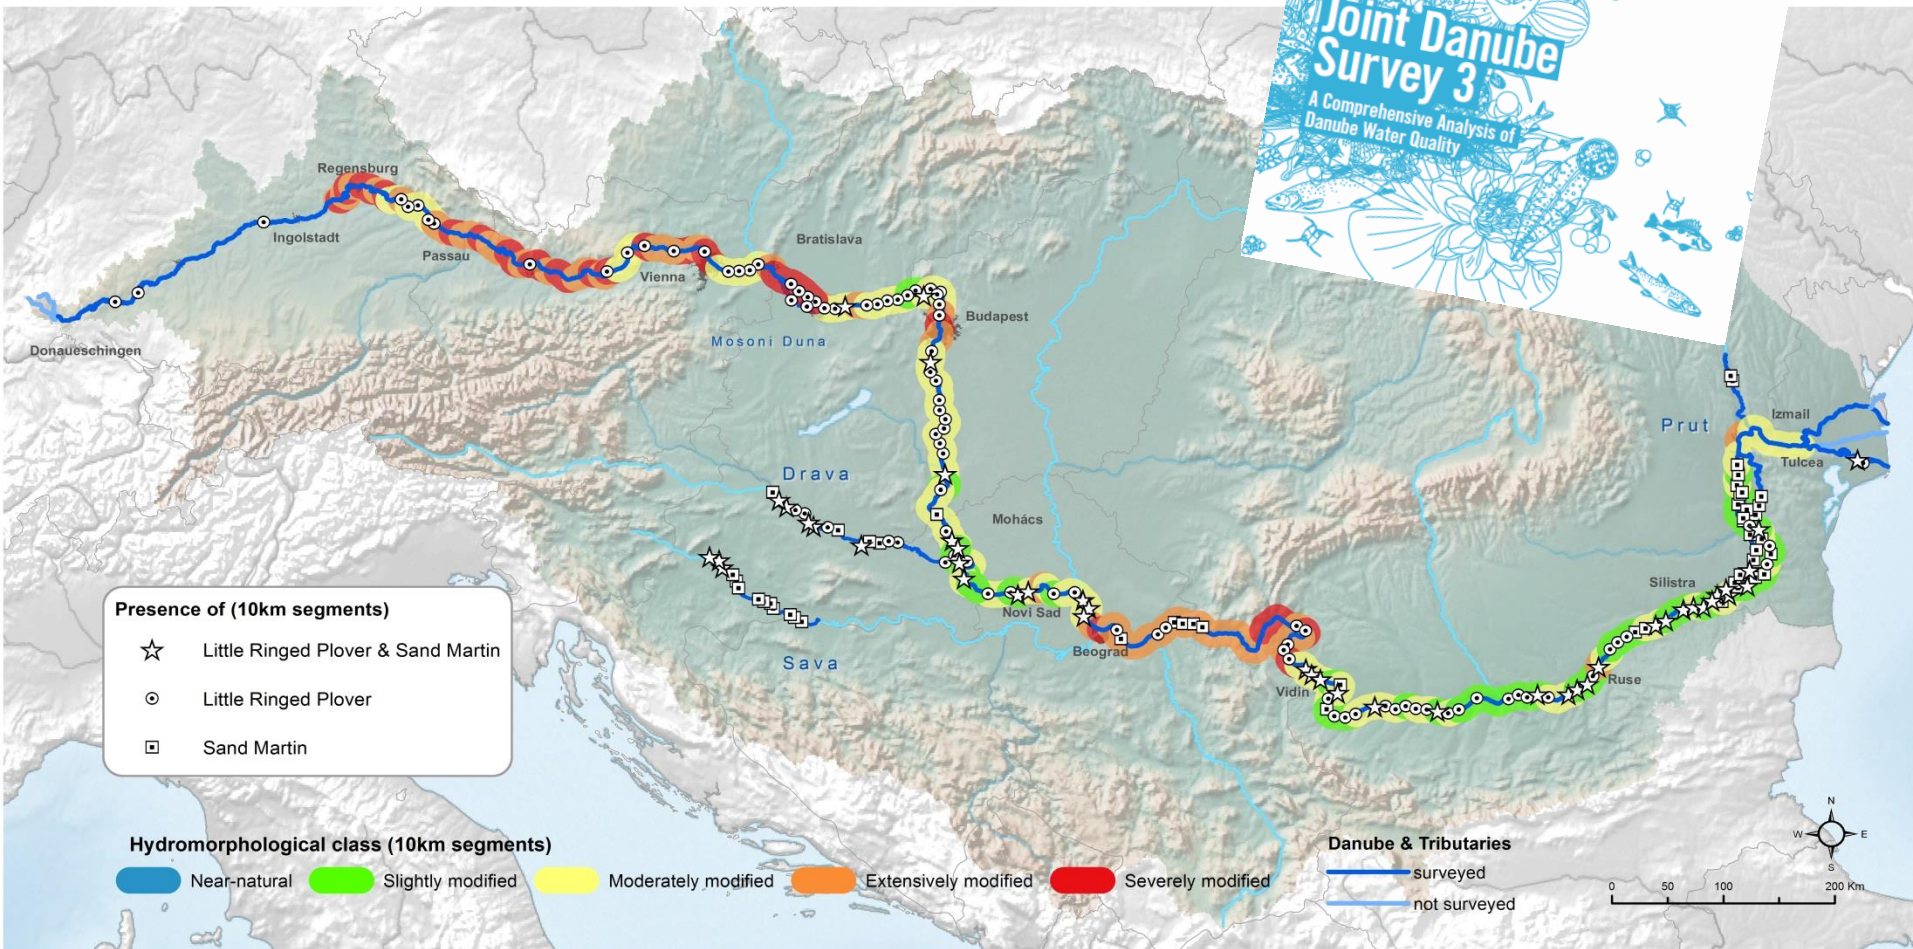 Joint Danube
Survey 3
A Comprehensive Analysis of
Danube Water Quality
Regensburg
Ingolstadt
Passau
Donaueschingen
Vienna
Bratislava
Mosoni Duna
Budapest
Drava
Mohács
Sava
Novi Sad
Beograd
Vidin
Ruse
Silistra
Prut
Izmail
Tulcea
Presence of (10km segments)
Little Ringed Plover & Sand Martin
Little Ringed Plover
Sand Martin
Hydromorphological class (10km segments)
Near-natural
Slightly modified
Moderately modified
Extensively modified
Severely modified
Danube & Tributaries
surveyed
not surveyed
N
W
E
S
0 50 100 200 Km